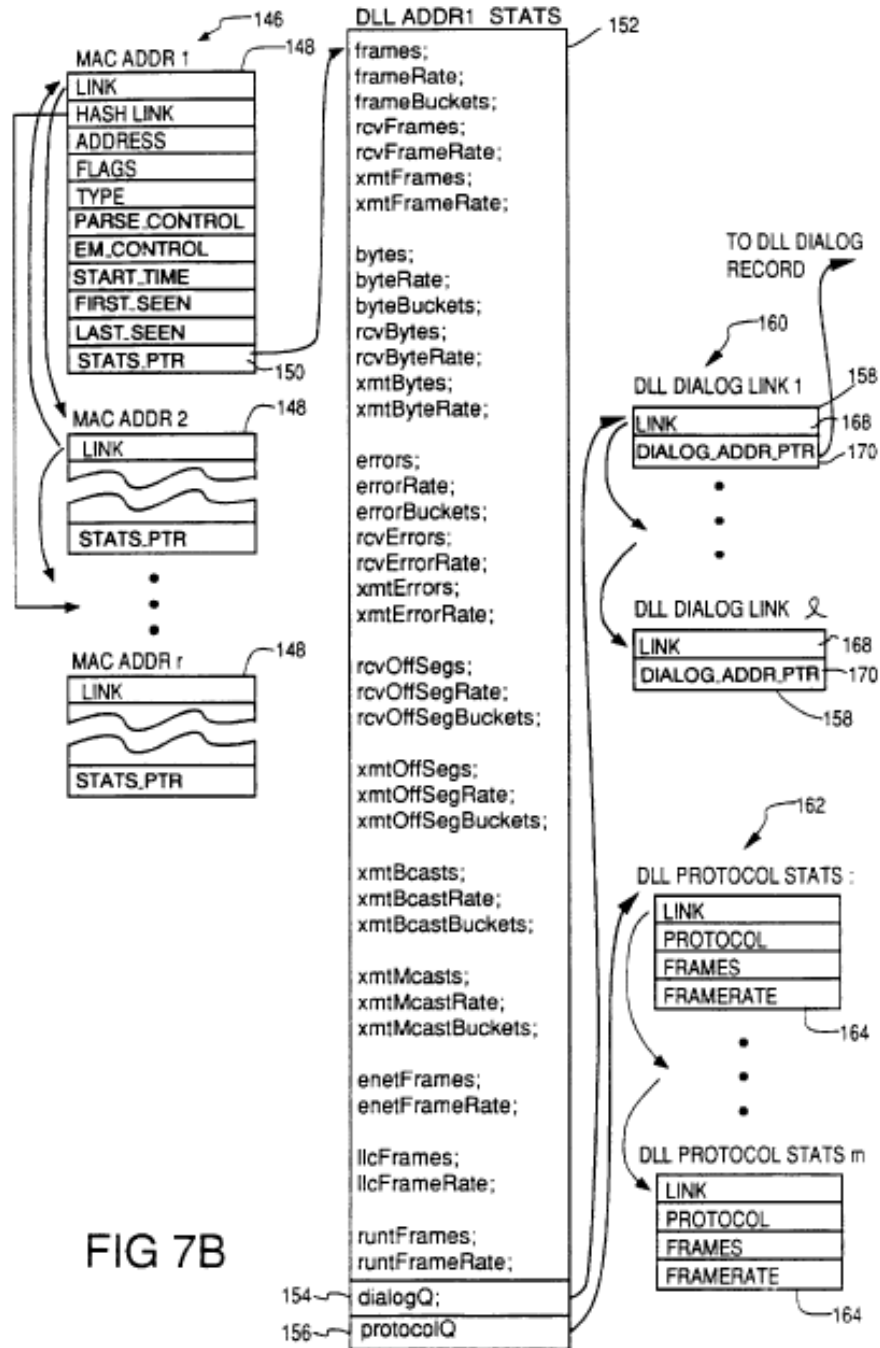 146
MAC ADDR 1
148
LINK
HASH LINK
ADDRESS
FLAGS
TYPE
PARSE_CONTROL
EM_CONTROL
START_TIME
FIRST_SEEN
LAST_SEEN
STATS_PTR
150
MAC ADDR 2
148
LINK
STATS_PTR
MAC ADDR r
148
LINK
STATS_PTR
DLL ADDR1 STATS
152
frames;
frameRate;
frameBuckets;
rcvFrames;
rcvFrameRate;
xmtFrames;
xmtFrameRate;
bytes;
byteRate;
byteBuckets;
rcvBytes;
rcvByteRate;
xmtBytes;
xmtByteRate;
errors;
errorRate;
errorBuckets;
rcvErrors;
rcvErrorRate;
xmtErrors;
xmtErrorRate;
rcvOffSegs;
rcvOffSegRate;
rcvOffSegBuckets;
xmtOffSegs;
xmtOffSegRate;
xmtOffSegBuckets;
xmtBcasts;
xmtBcastRate;
xmtBcastBuckets;
xmtMcasts;
xmtMcastRate;
xmtMcastBuckets;
enetFrames;
enetFrameRate;
llcFrames;
llcFrameRate;
runtFrames;
runtFrameRate;
154
dialogQ;
156
protocolQ
TO DLL DIALOG
RECORD
160
DLL DIALOG LINK 1
158
LINK
168
DIALOG_ADDR_PTR
170
DLL DIALOG LINK ℓ
LINK
168
DIALOG_ADDR_PTR
170
158
162
DLL PROTOCOL STATS :
LINK
PROTOCOL
FRAMES
FRAMERATE
164
DLL PROTOCOL STATS m
LINK
PROTOCOL
FRAMES
FRAMERATE
164
FIG 7B